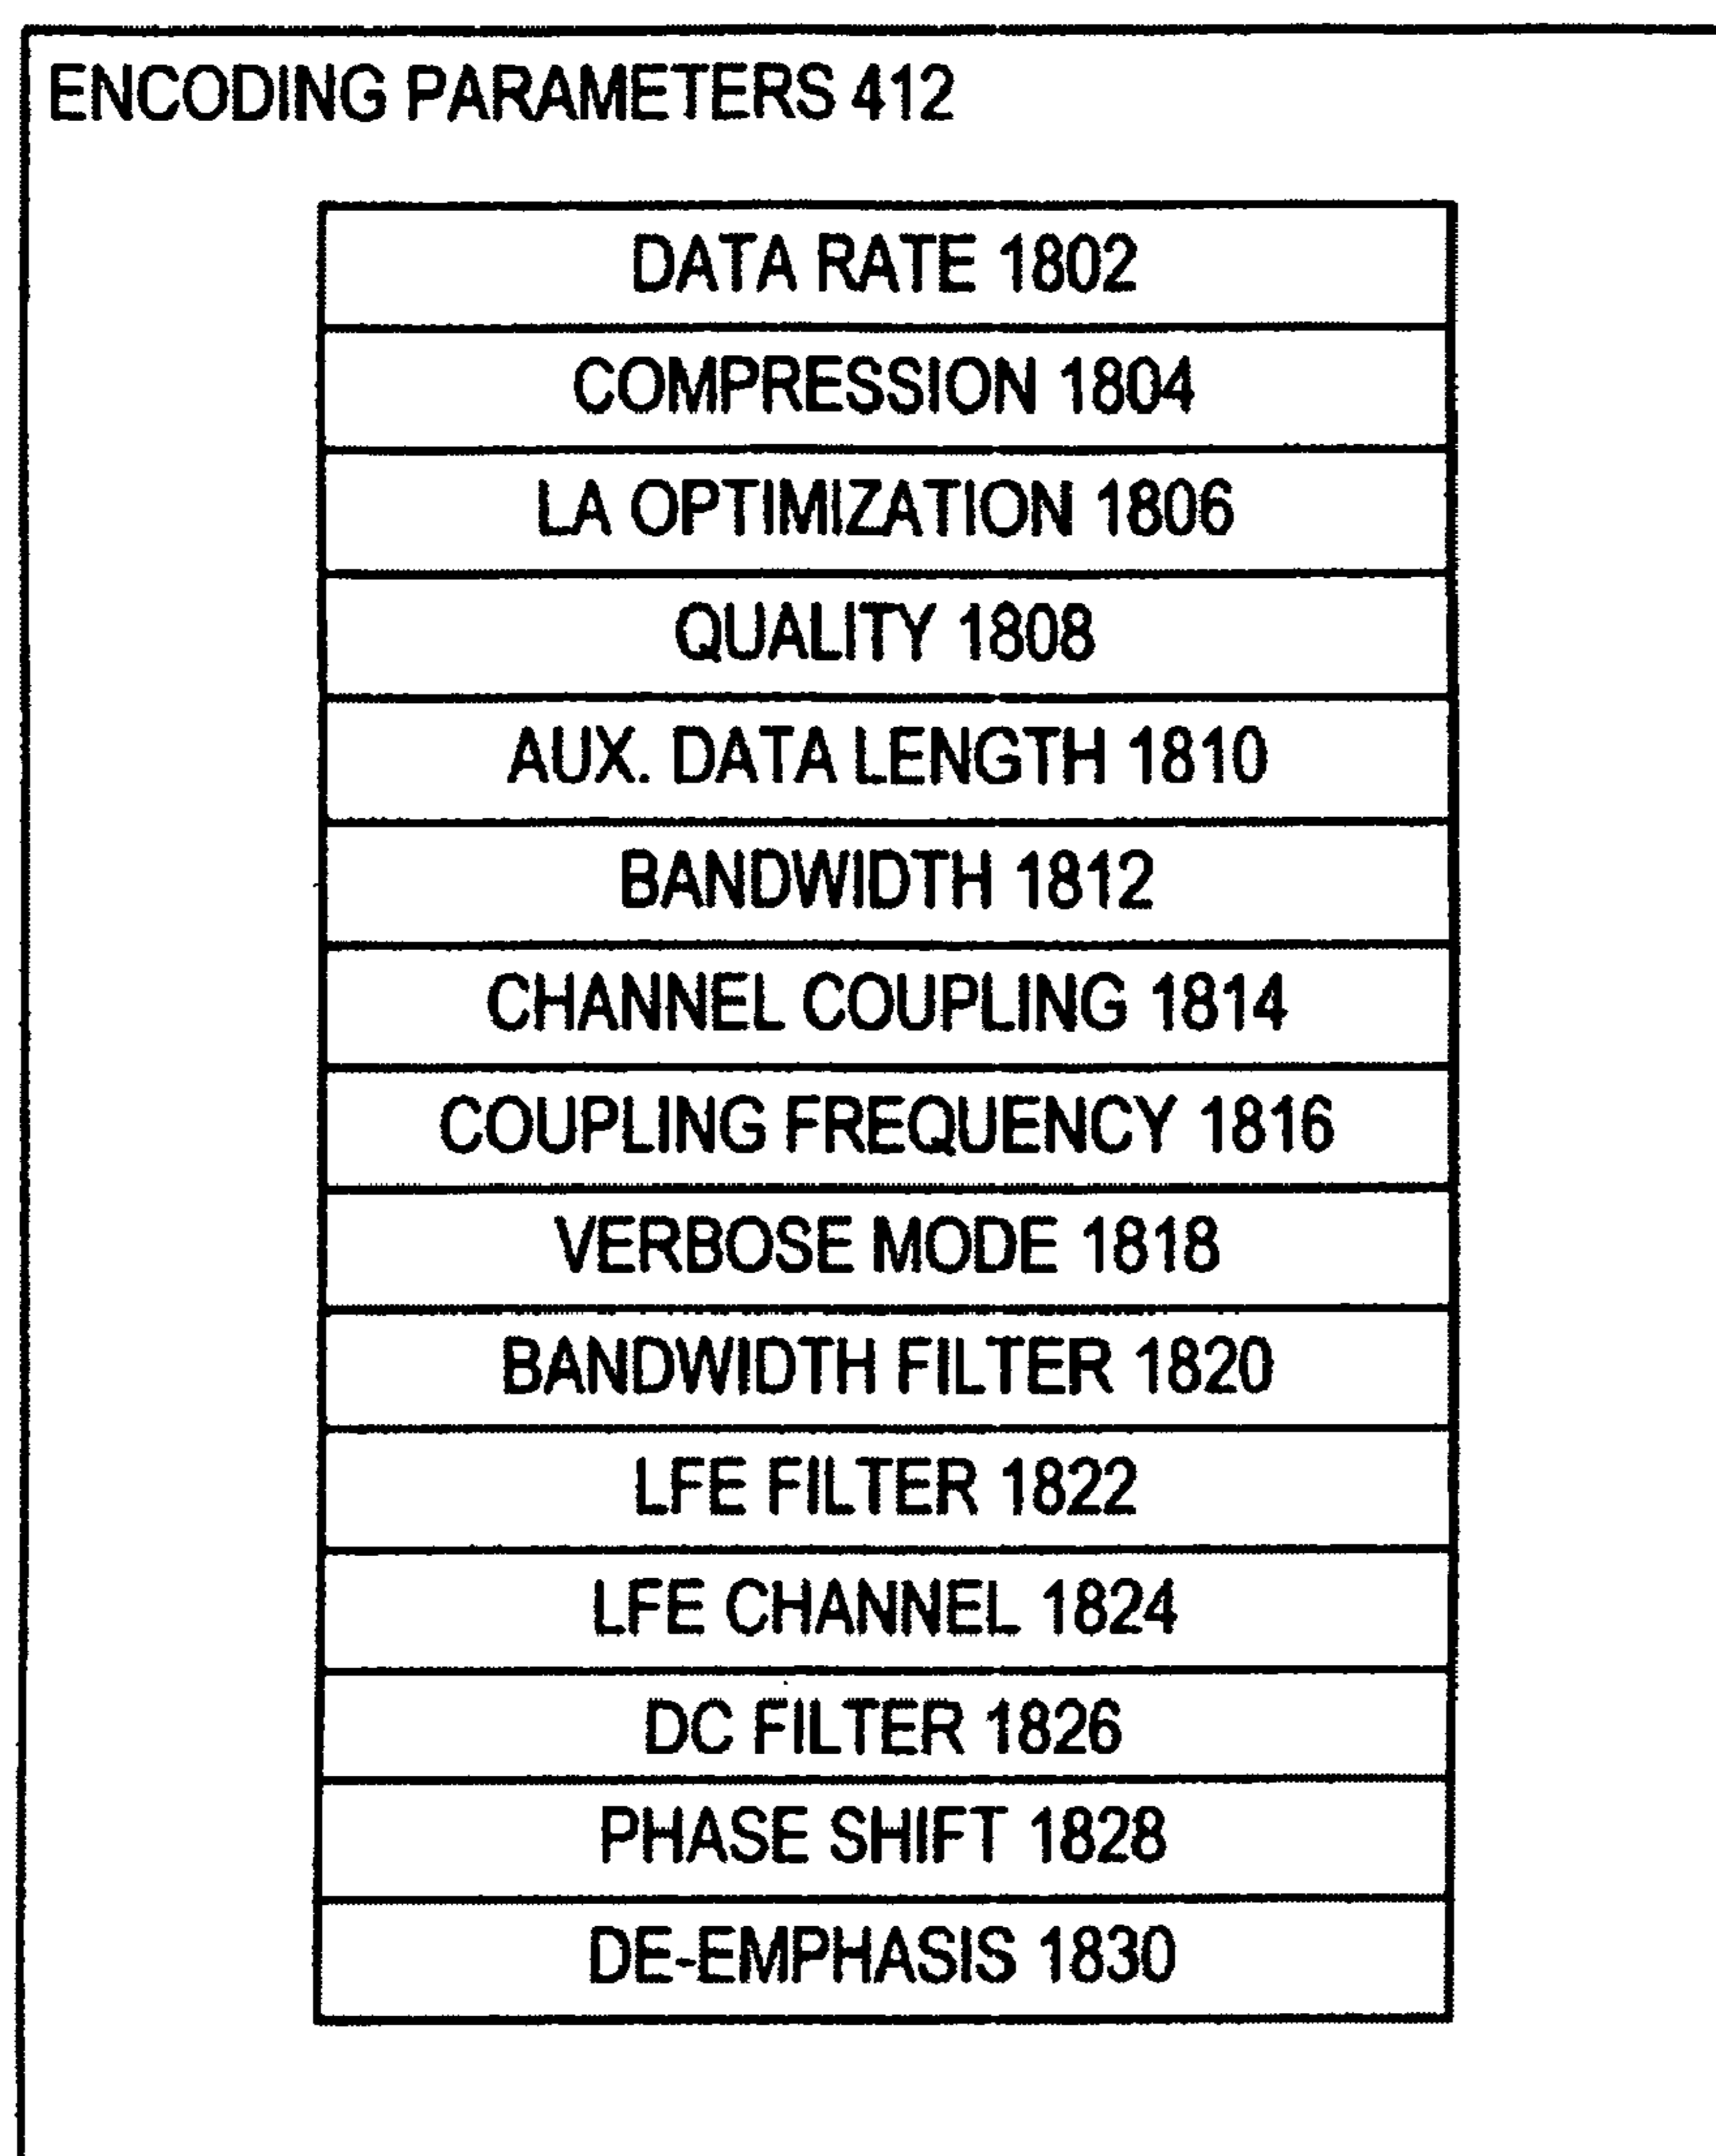 ENCODING PARAMETERS 412
DATA RATE 1802
COMPRESSION 1804
LA OPTIMIZATION 1806
QUALITY 1808
AUX. DATA LENGTH 1810
BANDWIDTH 1812
CHANNEL COUPLING 1814
COUPLING FREQUENCY 1816
VERBOSE MODE 1818
BANDWIDTH FILTER 1820
LFE FILTER 1822
LFE CHANNEL 1824
DC FILTER 1826
PHASE SHIFT 1828
DE-EMPHASIS 1830